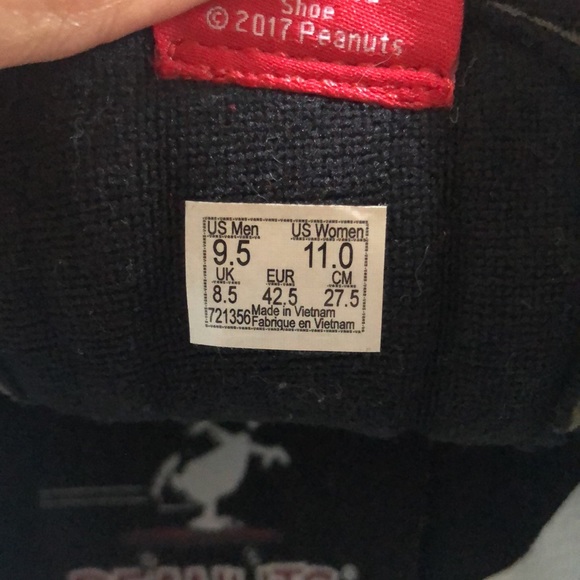 Shoe
© 2017 Peanuts
US Men US Women
9.5 11.0
UK EUR CM
8.5 42.5 27.5
721356 Made in Vietnam
Fabrique en Vietnam
PEANUTS